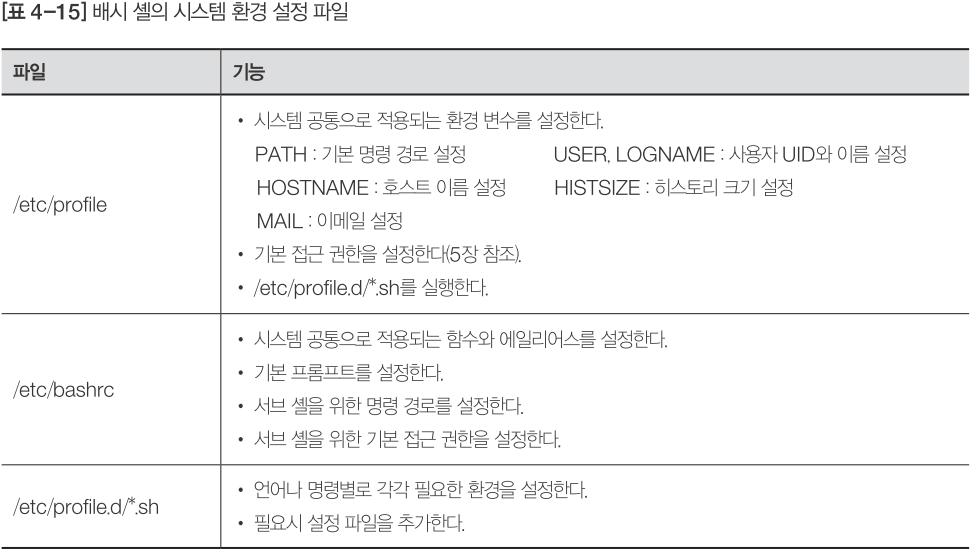 [표 4-15] 배시 셸의 시스템 환경 설정 파일
파일 기능
/etc/profile
• 시스템 공통으로 적용되는 환경 변수를 설정한다.
PATH : 기본 명령 경로 설정 USER, LOGNAME : 사용자 UID와 이름 설정
HOSTNAME : 호스트 이름 설정 HISTSIZE : 히스토리 크기 설정
MAIL : 이메일 설정
• 기본 접근 권한을 설정한다(5장 참조).
• /etc/profile.d/*.sh를 실행한다.
/etc/bashrc
• 시스템 공통으로 적용되는 함수와 에일리어스를 설정한다.
• 기본 프롬프트를 설정한다.
• 서브 셸을 위한 명령 경로를 설정한다.
• 서브 셸을 위한 기본 접근 권한을 설정한다.
/etc/profile.d/*.sh
• 언어나 명령별로 각각 필요한 환경을 설정한다.
• 필요시 설정 파일을 추가한다.